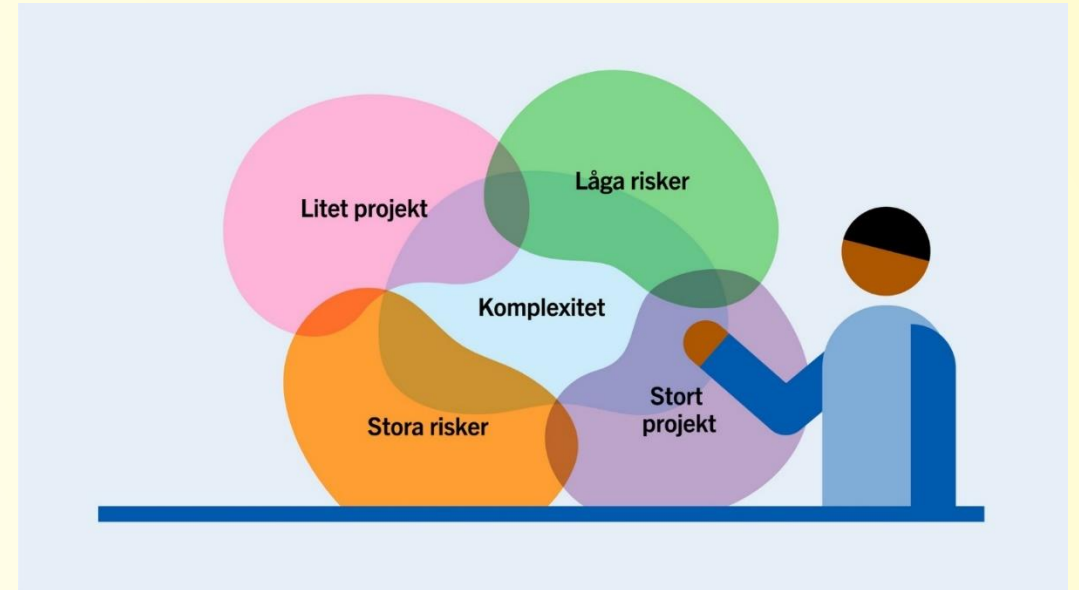 Låga risker
Litet projekt
Komplexitet
Stora risker
Stort
projekt